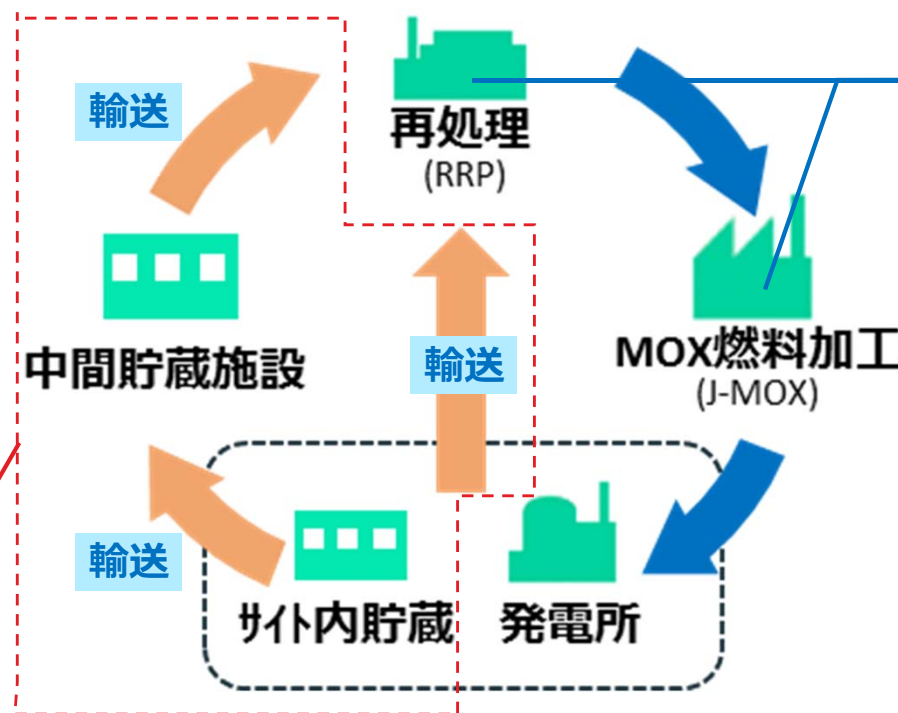 輸送
再処理
(RRP)
中間貯蔵施設
輸送
MOX燃料加工
(J-MOX)
輸送
ｻｲﾄ内貯蔵
発電所